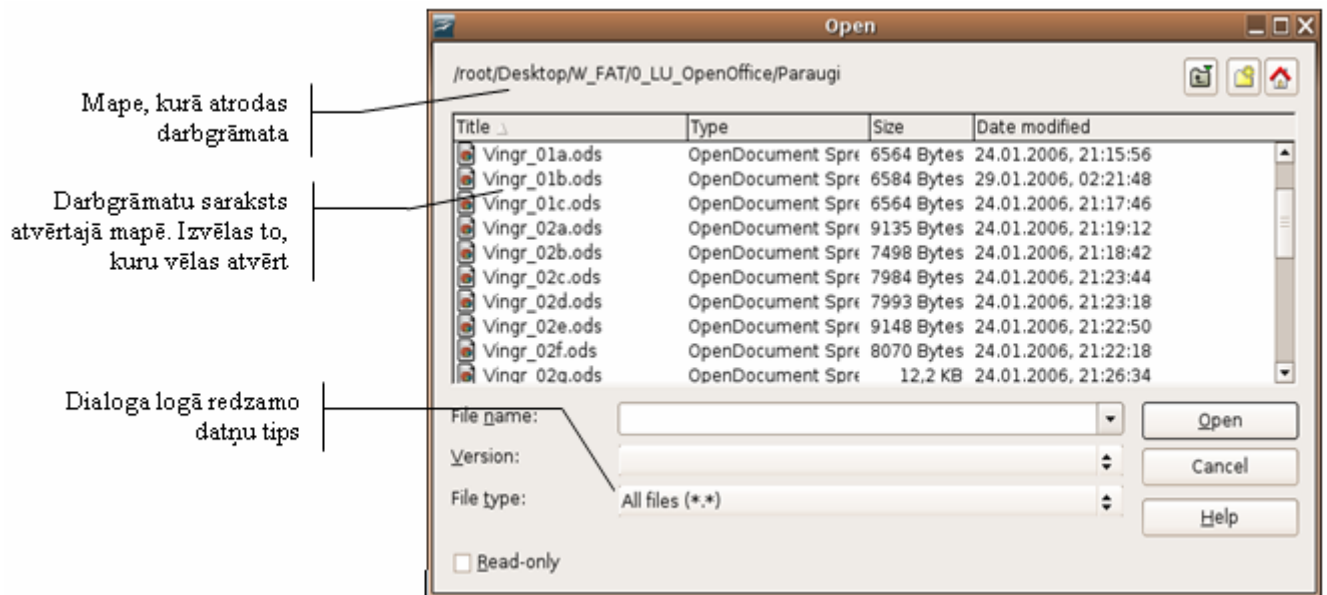 Open
/root/Desktop/W_FAT/0_LU_OpenOffice/Paraugi
Mape, kurā atrodas
darbgrāmata
Title Type Size Date modified
Vingr_01a.ods OpenDocument Spre 6564 Bytes 24.01.2006, 21:15:56
Vingr_01b.ods OpenDocument Spre 6584 Bytes 29.01.2006, 02:21:48
Vingr_01c.ods OpenDocument Spre 6564 Bytes 24.01.2006, 21:17:46
Vingr_02a.ods OpenDocument Spre 9135 Bytes 24.01.2006, 21:19:12
Vingr_02b.ods OpenDocument Spre 7498 Bytes 24.01.2006, 21:18:42
Vingr_02c.ods OpenDocument Spre 7984 Bytes 24.01.2006, 21:23:44
Vingr_02d.ods OpenDocument Spre 7993 Bytes 24.01.2006, 21:23:18
Vingr_02e.ods OpenDocument Spre 9148 Bytes 24.01.2006, 21:22:50
Vingr_02f.ods OpenDocument Spre 8070 Bytes 24.01.2006, 21:22:18
Vingr_02g.ods OpenDocument Spre 12,2 KB 24.01.2006, 21:26:34
Darbgrāmatu saraksts
atvērtajā mapē. Izvēlas to,
kuru vēlas atvērt
Dialoga logā redzamo
datņu tips
File name: Open
Version: Cancel
File type: All files (*.*)
Help
Read-only